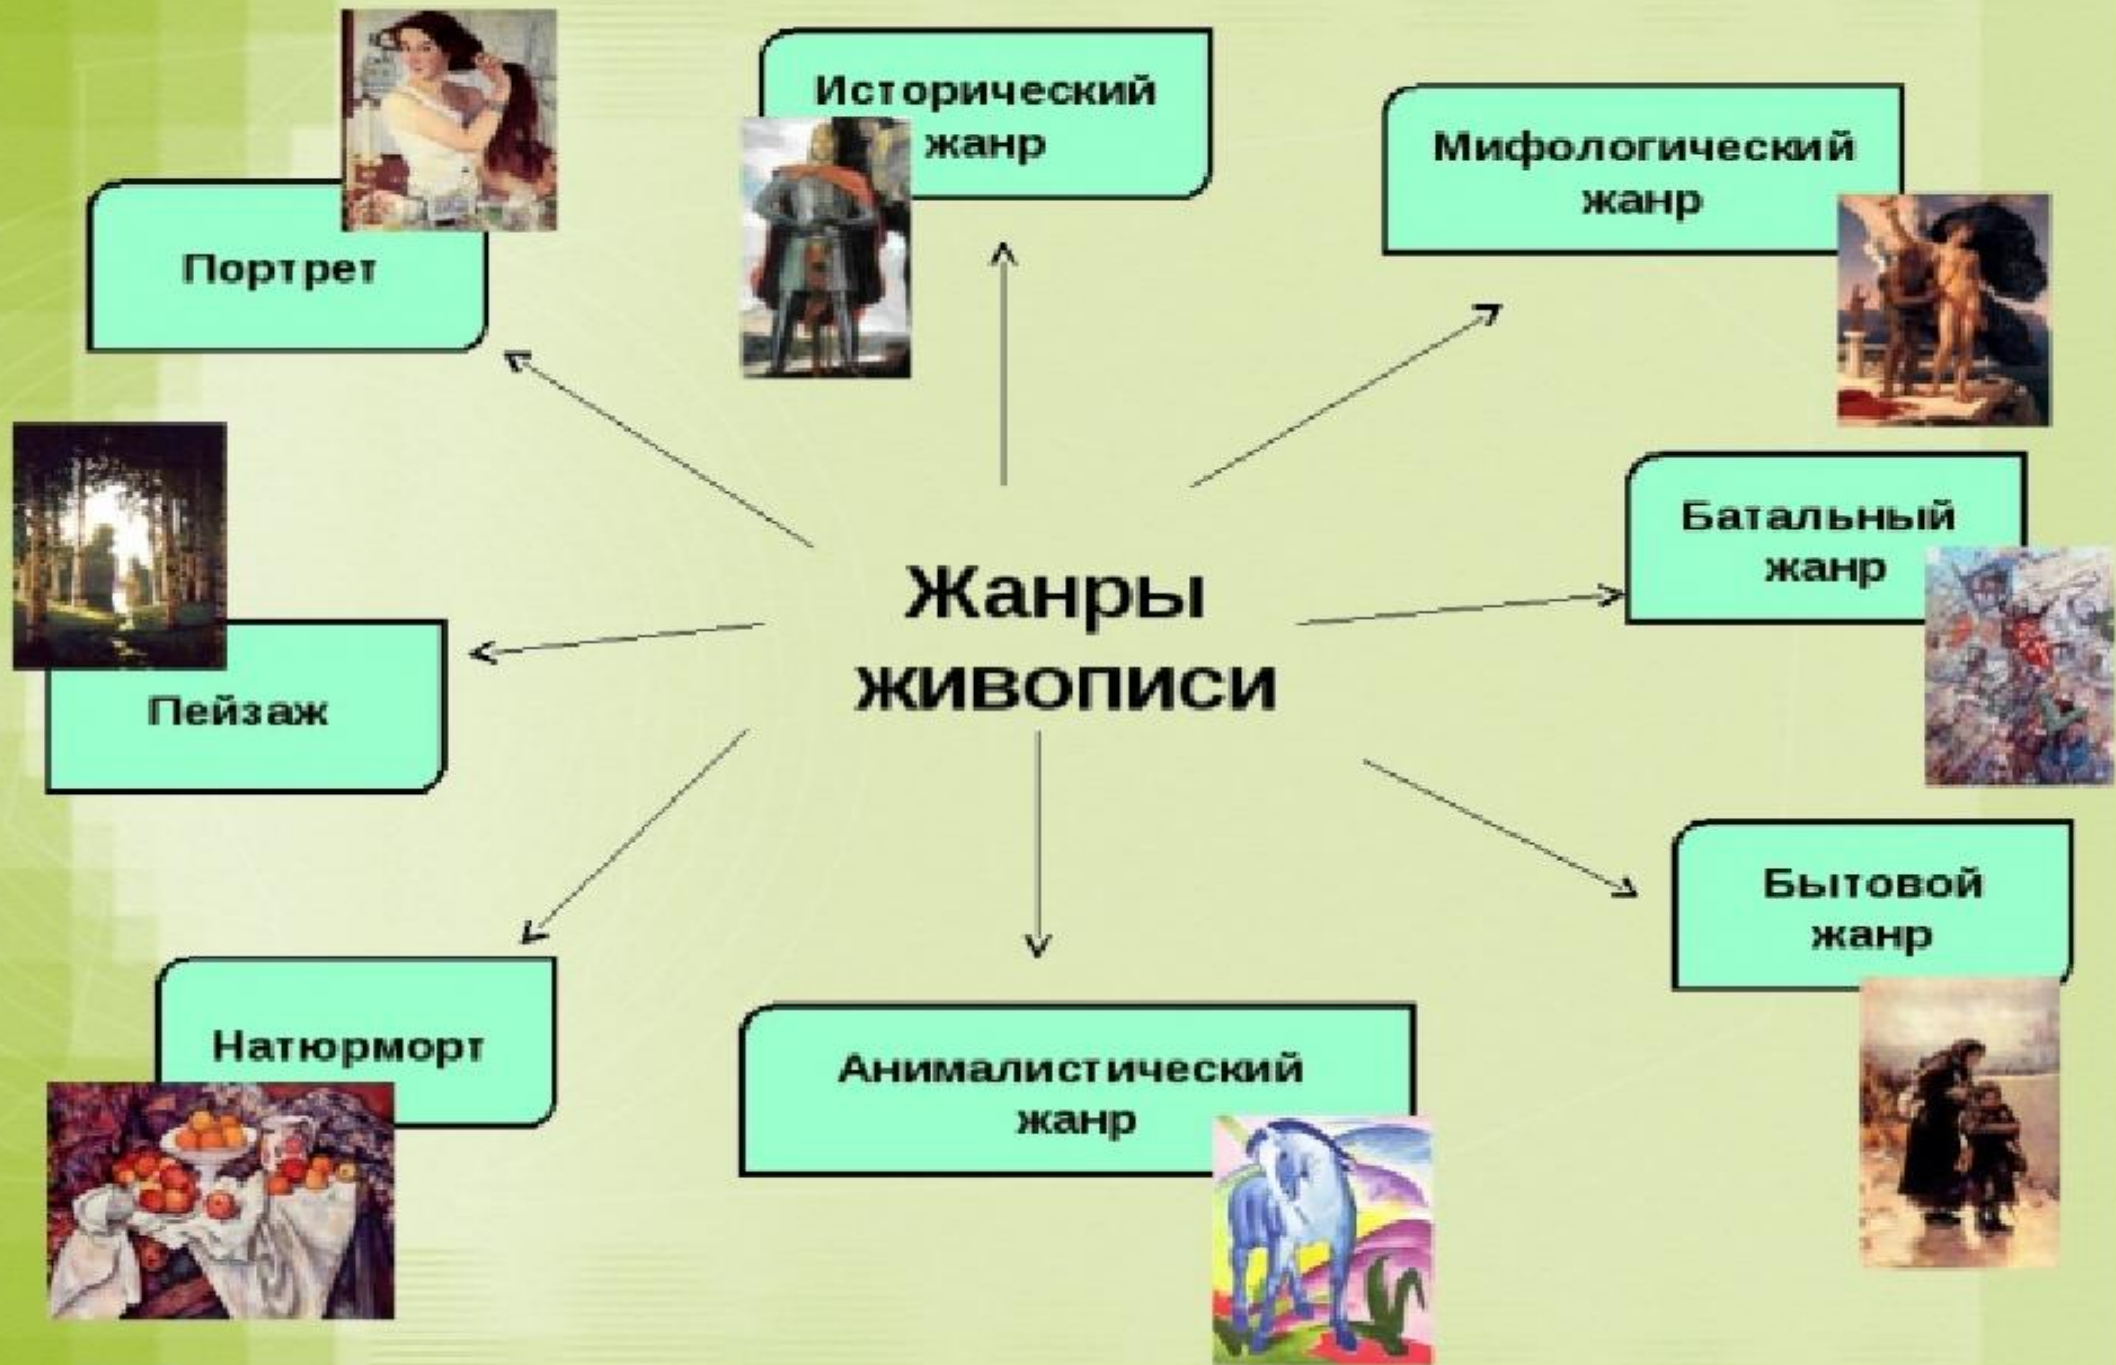 Исторический
жанр
Мифологический
жанр
Портрет
Батальный
жанр
Жанры
живописи
Пейзаж
Бытовой
жанр
Натюрморт
Анималистический
жанр